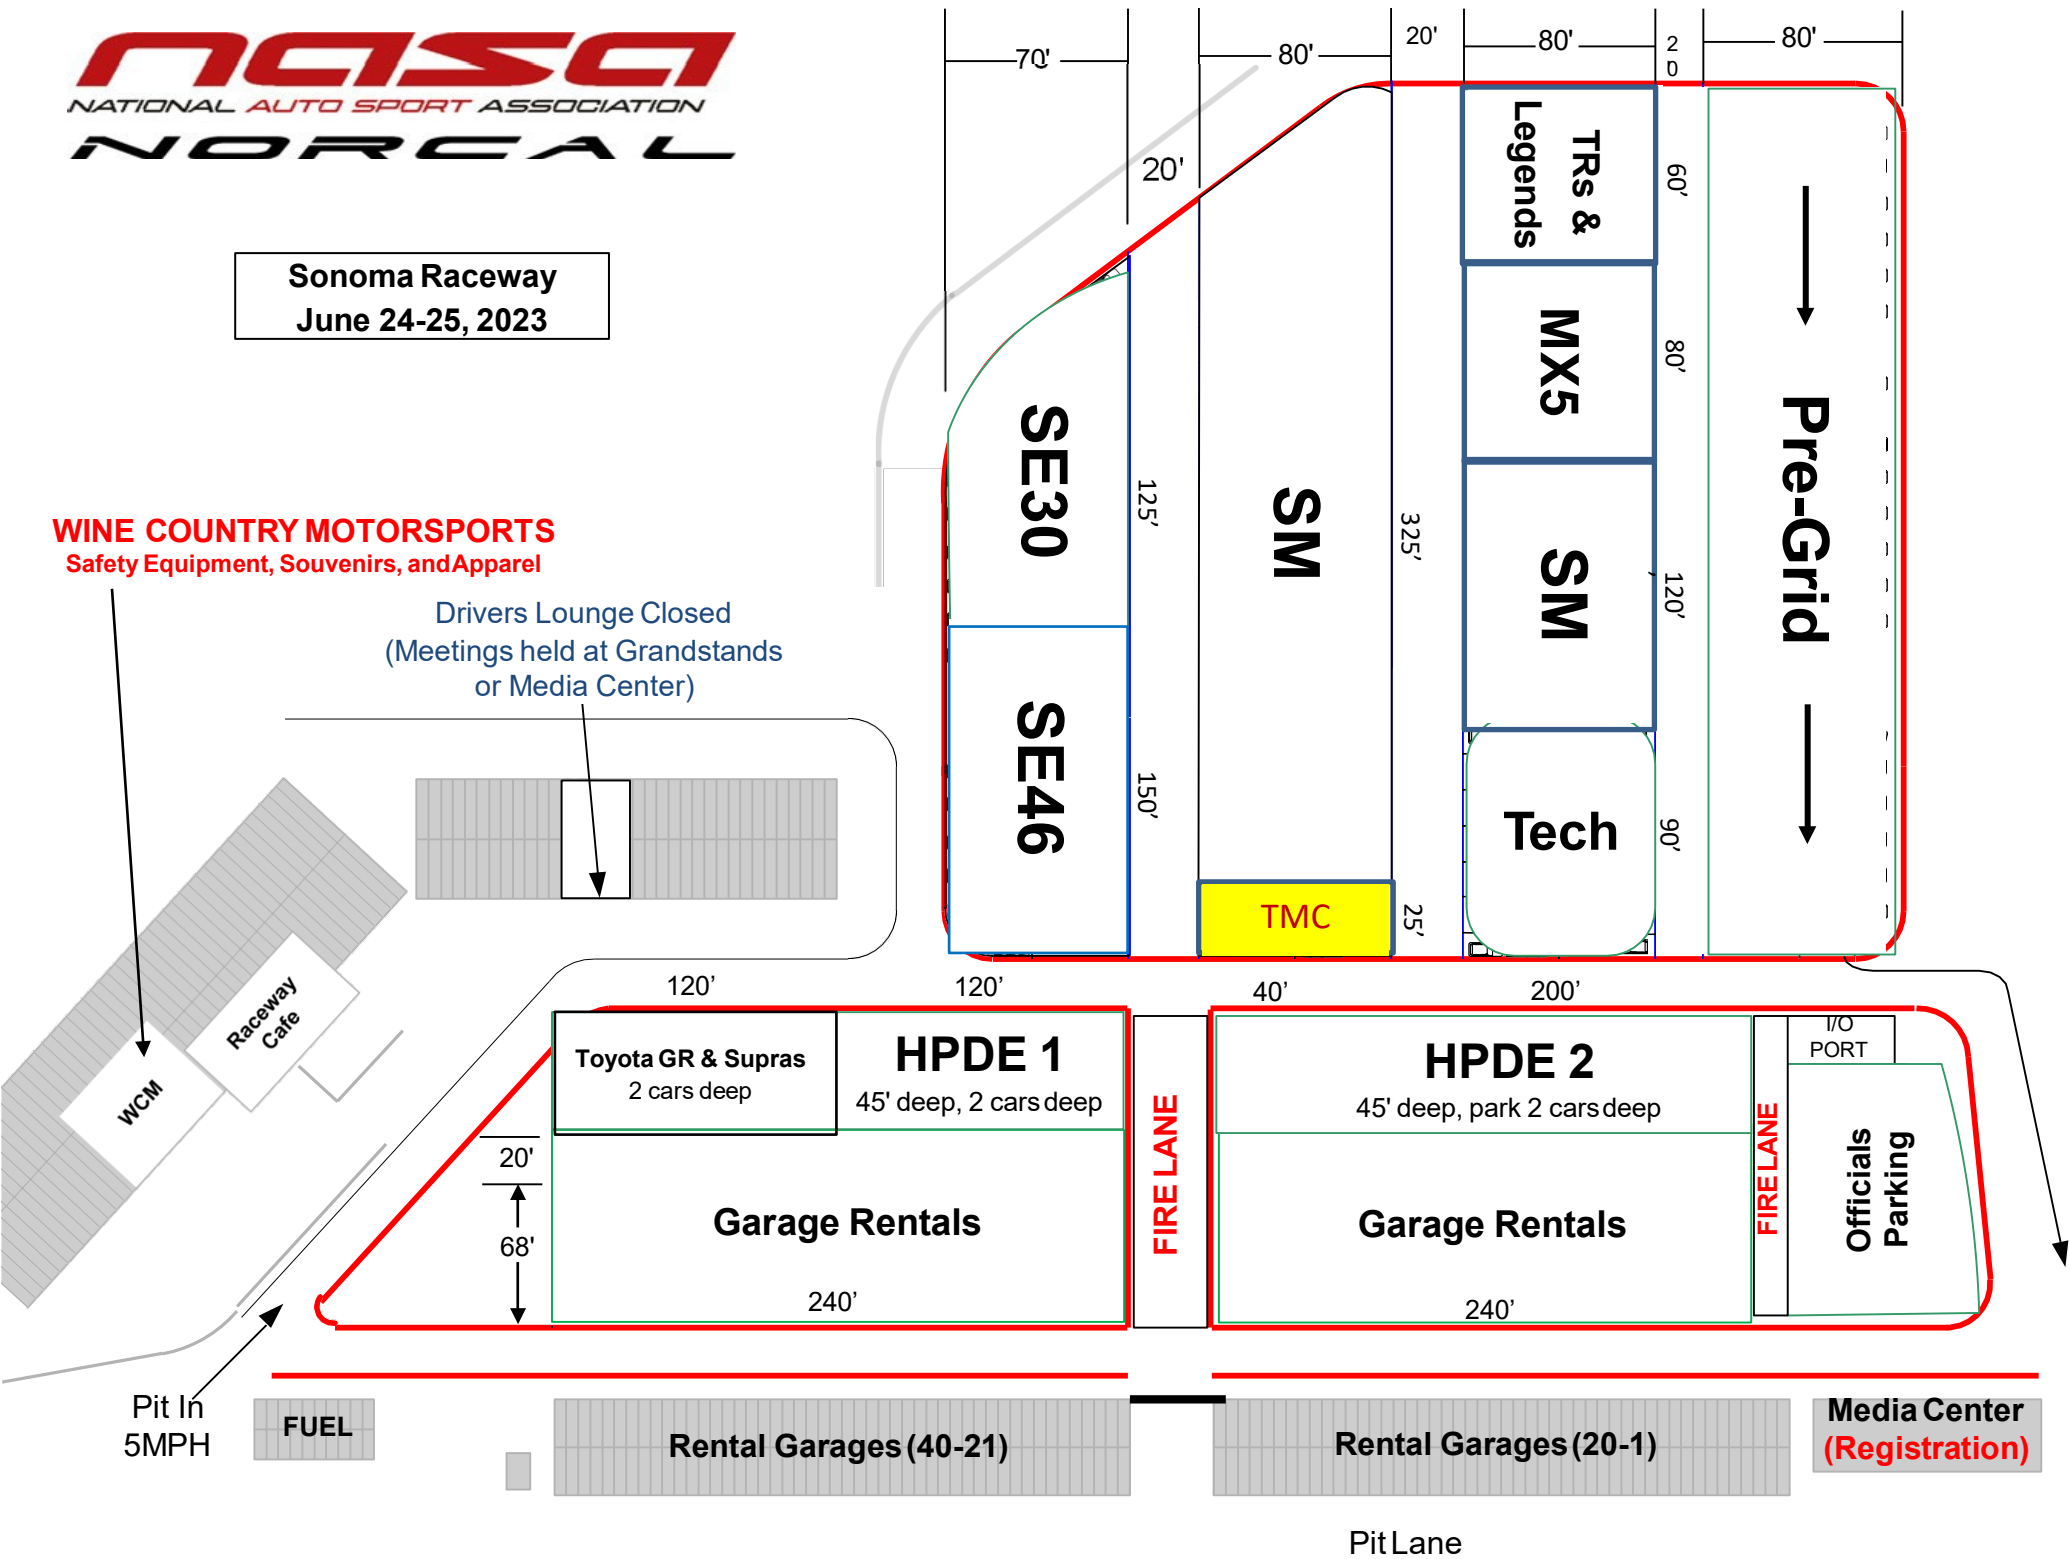 nasa
NATIONAL AUTO SPORT ASSOCIATION
NORCAL
Sonoma Raceway
June 24-25, 2023
70'
80'
20'
80'
2
0
80'
20'
TRs &
Legends
60'
MX5
80'
SE30
125'
SM
325'
SM
120'
Pre-Grid
WINE COUNTRY MOTORSPORTS
Safety Equipment, Souvenirs, and Apparel
Drivers Lounge Closed
(Meetings held at Grandstands
or Media Center)
SE46
150'
Tech
90'
TMC
25'
Raceway
Cafe
WCM
120'
120'
40'
200'
Toyota GR & Supras
2 cars deep
HPDE 1
45' deep, 2 cars deep
FIRE LANE
HPDE 2
45' deep, park 2 cars deep
FIRE LANE
I/O
PORT
Officials
Parking
20'
68'
Garage Rentals
240'
Garage Rentals
240'
Pit In
5MPH
FUEL
Rental Garages (40-21)
Rental Garages (20-1)
Media Center
(Registration)
Pit Lane